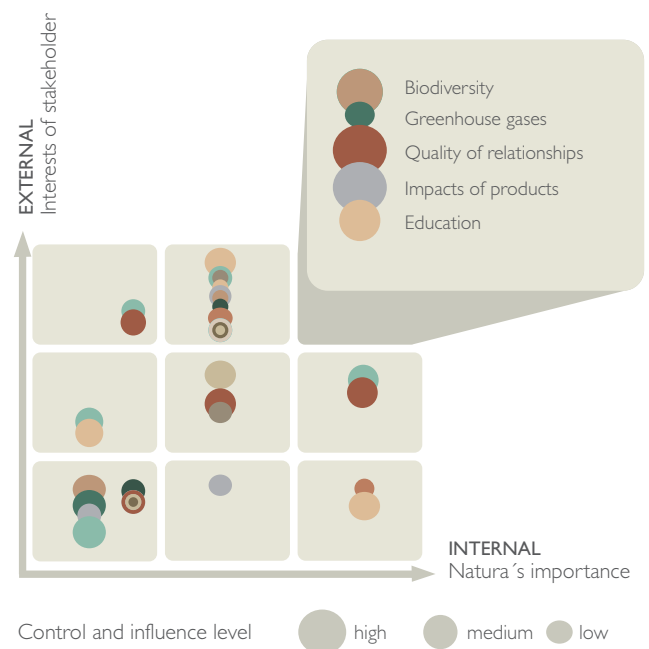 EXTERNAL
Interests of stakeholder
Biodiversity
Greenhouse gases
Quality of relationships
Impacts of products
Education
INTERNAL
Natura´s importance
Control and influence level
high
medium
low